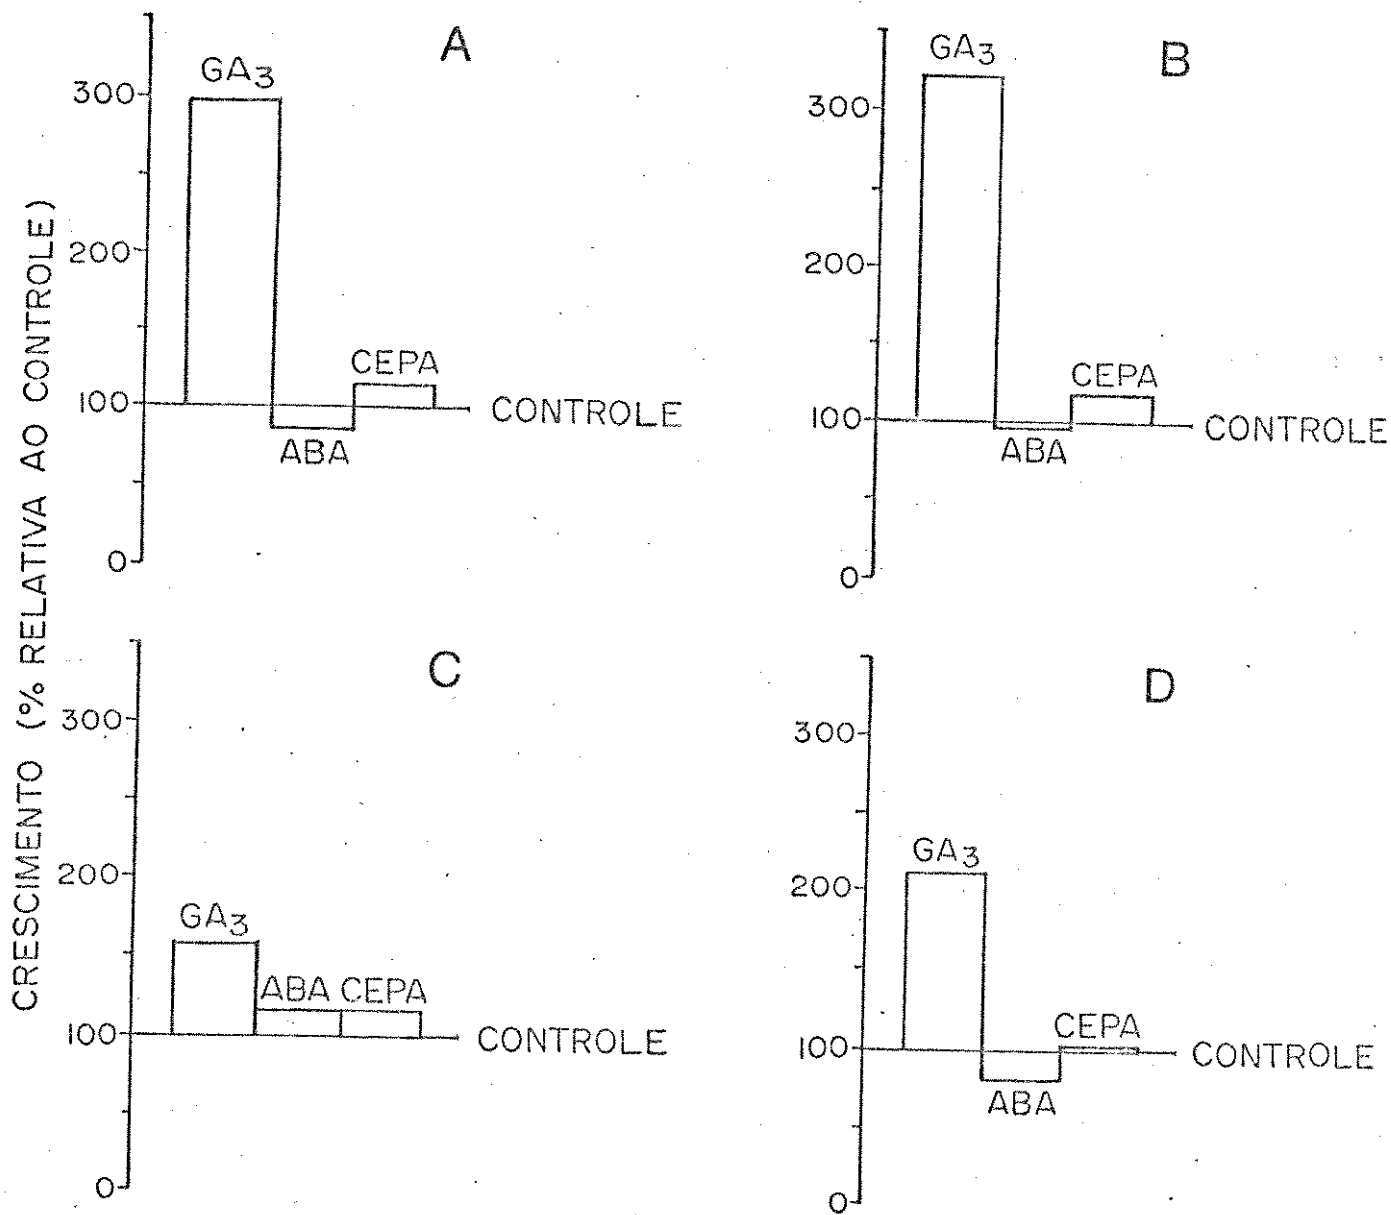 CRESCIMENTO (% RELATIVA AO CONTROLE)
A
300
200
100
0
GA3
ABA
CEPA
CONTROLE
B
300
200
100
0
GA3
ABA
CEPA
CONTROLE
C
300
200
100
0
GA3
ABA CEPA
CONTROLE
D
300
200
100
0
GA3
ABA
CEPA
CONTROLE